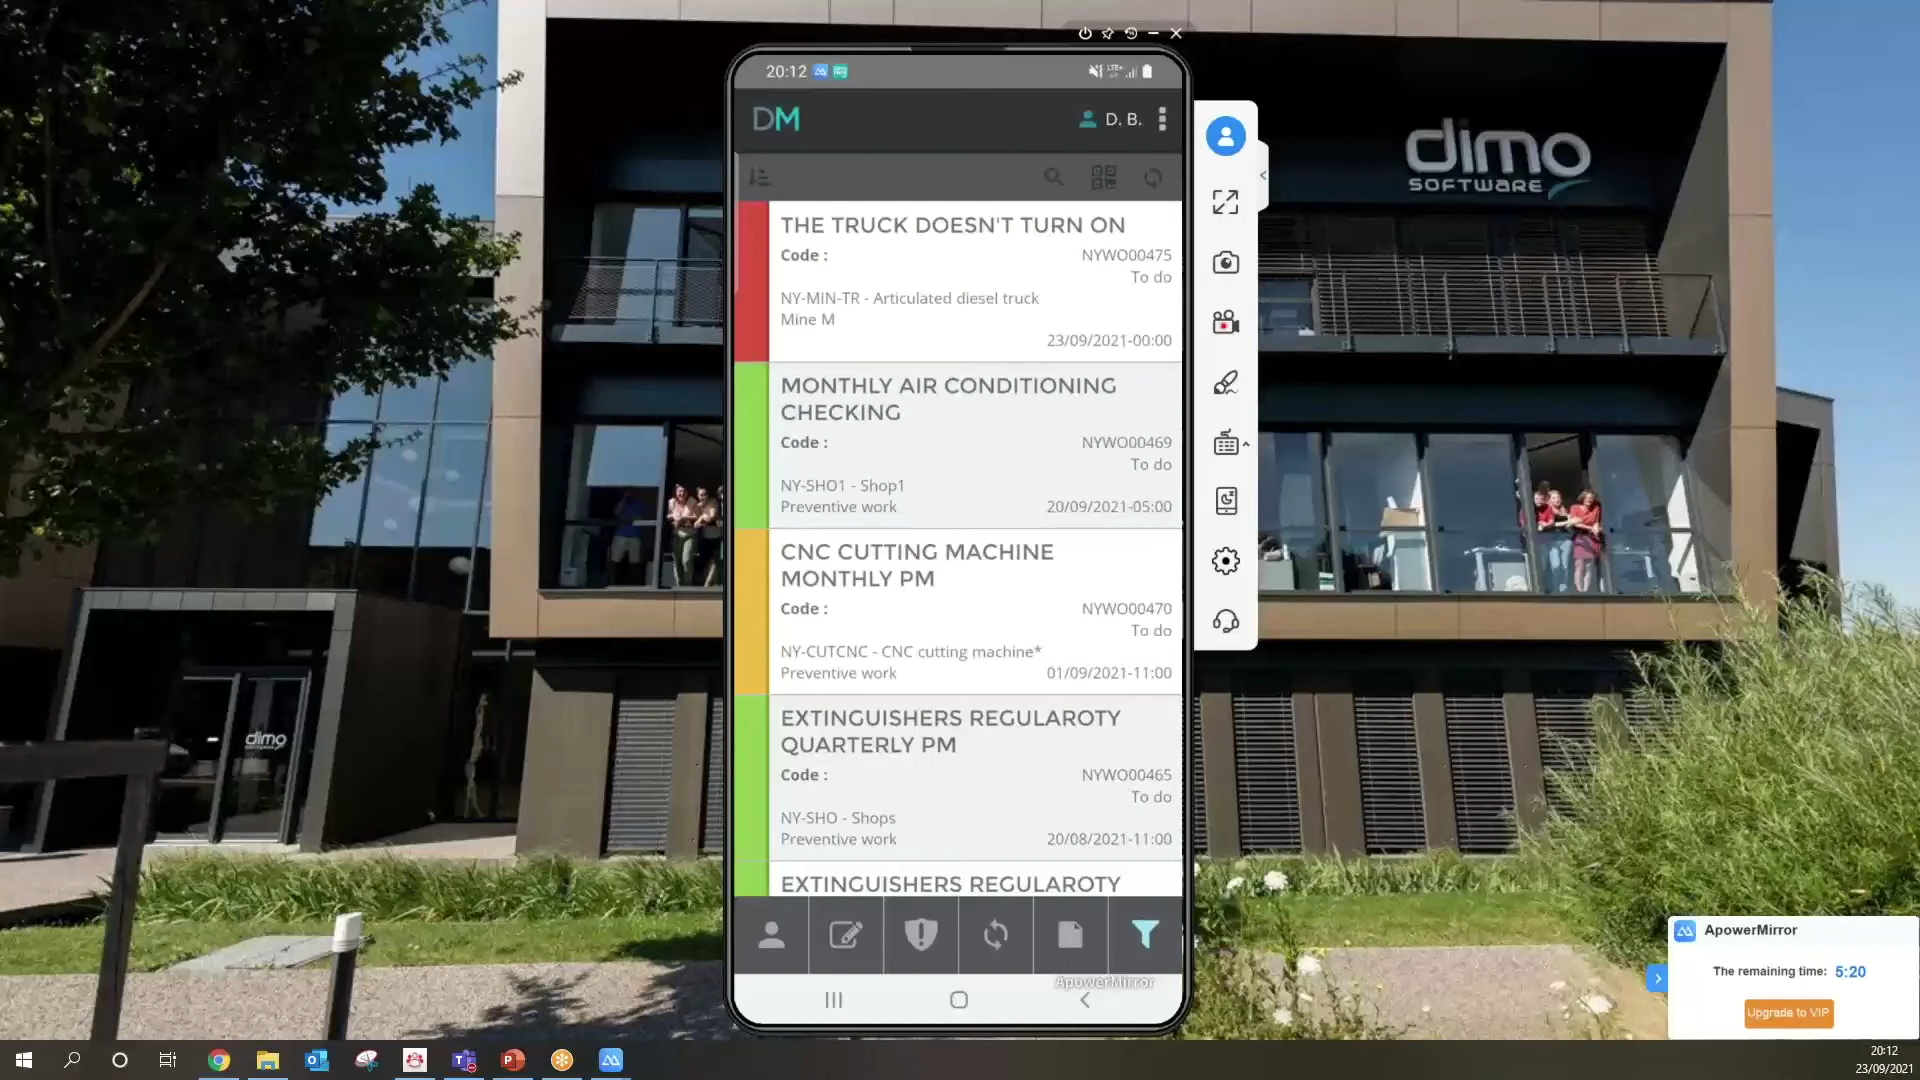 20:12
LTE+
DM
D. B.
THE TRUCK DOESN'T TURN ON
Code :
NYWO00475
To do
NY-MIN-TR - Articulated diesel truck
Mine M
23/09/2021-00:00
MONTHLY AIR CONDITIONING
CHECKING
Code :
NYWO00469
To do
NY-SHO1 - Shop1
Preventive work
20/09/2021-05:00
CNC CUTTING MACHINE
MONTHLY PM
Code :
NYWO00470
To do
NY-CUTCNC - CNC cutting machine*
Preventive work
01/09/2021-11:00
EXTINGUISHERS REGULAROTY
QUARTERLY PM
Code :
NYWO00465
To do
NY-SHO - Shops
Preventive work
20/08/2021-11:00
EXTINGUISHERS REGULAROTY
ApowerMirror
dimo
SOFTWARE
dimo
ApowerMirror
The remaining time: 5:20
Upgrade to VIP
20:12
23/09/2021